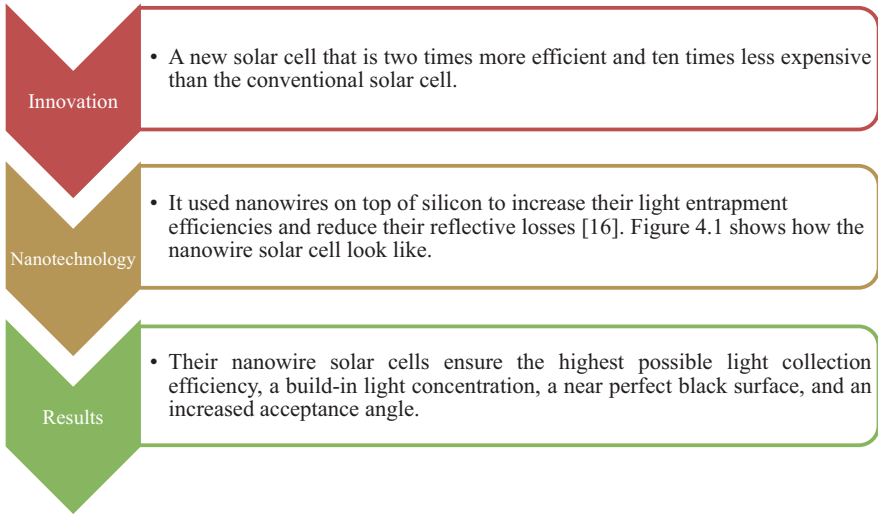 Innovation
• A new solar cell that is two times more efficient and ten times less expensive
than the conventional solar cell.
Nanotechnology
• It used nanowires on top of silicon to increase their light entrapment
efficiencies and reduce their reflective losses [16]. Figure 4.1 shows how the
nanowire solar cell look like.
Results
• Their nanowire solar cells ensure the highest possible light collection
efficiency, a build-in light concentration, a near perfect black surface, and an
increased acceptance angle.